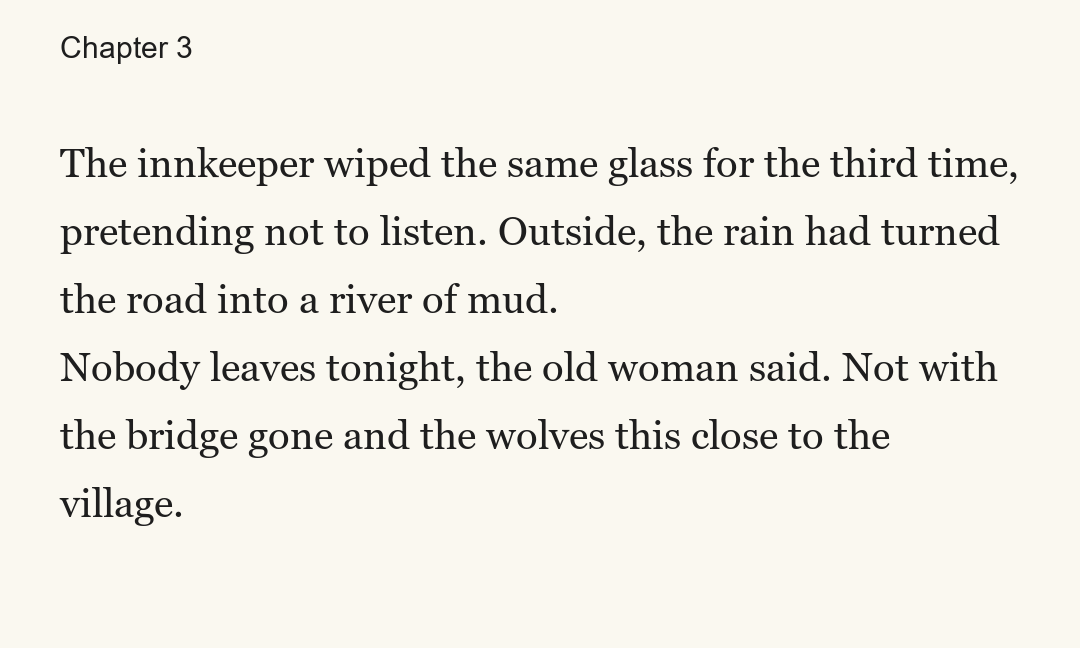 Chapter 3
The innkeeper wiped the same glass for the third time,
pretending not to listen. Outside, the rain had turned
the road into a river of mud.
Nobody leaves tonight, the old woman said. Not with
the bridge gone and the wolves this close to the
village.